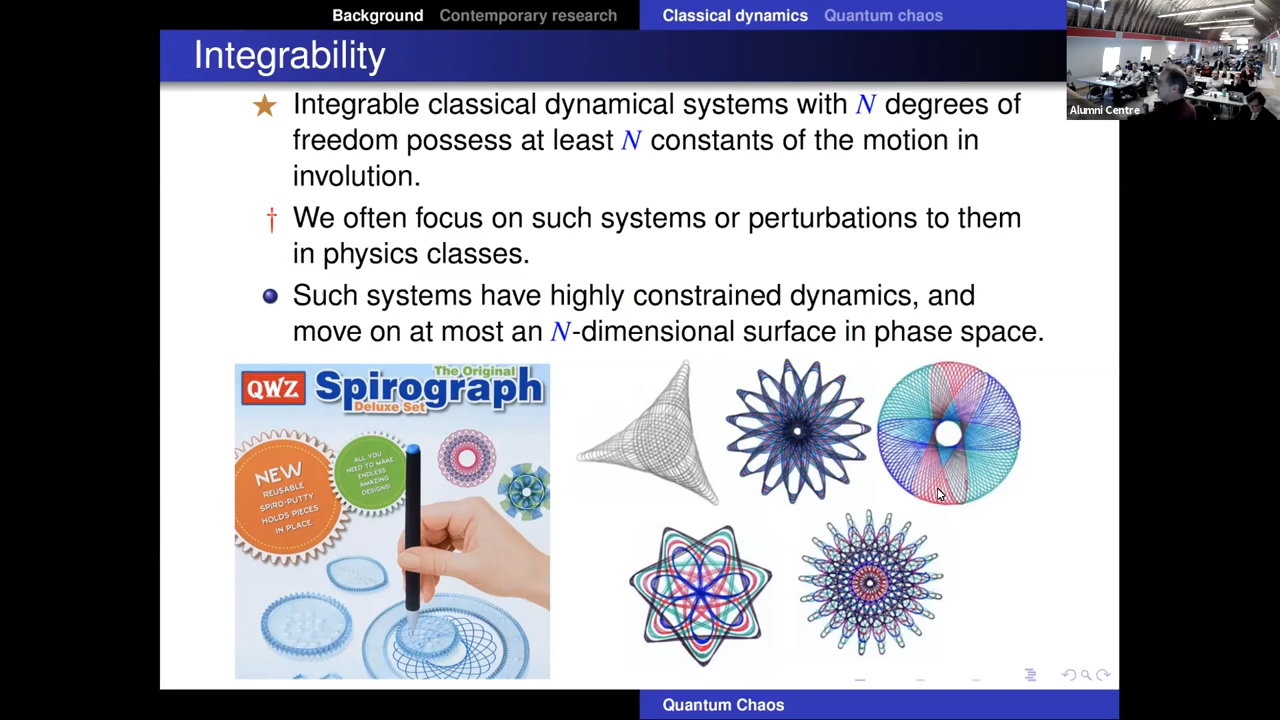 Background Contemporary research Classical dynamics Quantum chaos
Integrability
Alumni Centre
★ Integrable classical dynamical systems with N degrees of
freedom possess at least N constants of the motion in
involution.
† We often focus on such systems or perturbations to them
in physics classes.
Such systems have highly constrained dynamics, and
move on at most an N-dimensional surface in phase space.
QWZ
The Original
Spirograph
Deluxe Set
NEW
REUSABLE
SPIRO-PUTTY
HOLDS PIECES
IN PLACE
ALL YOU
NEED TO MAKE
ENDLESS
AMAZING
DESIGNS!
Quantum Chaos